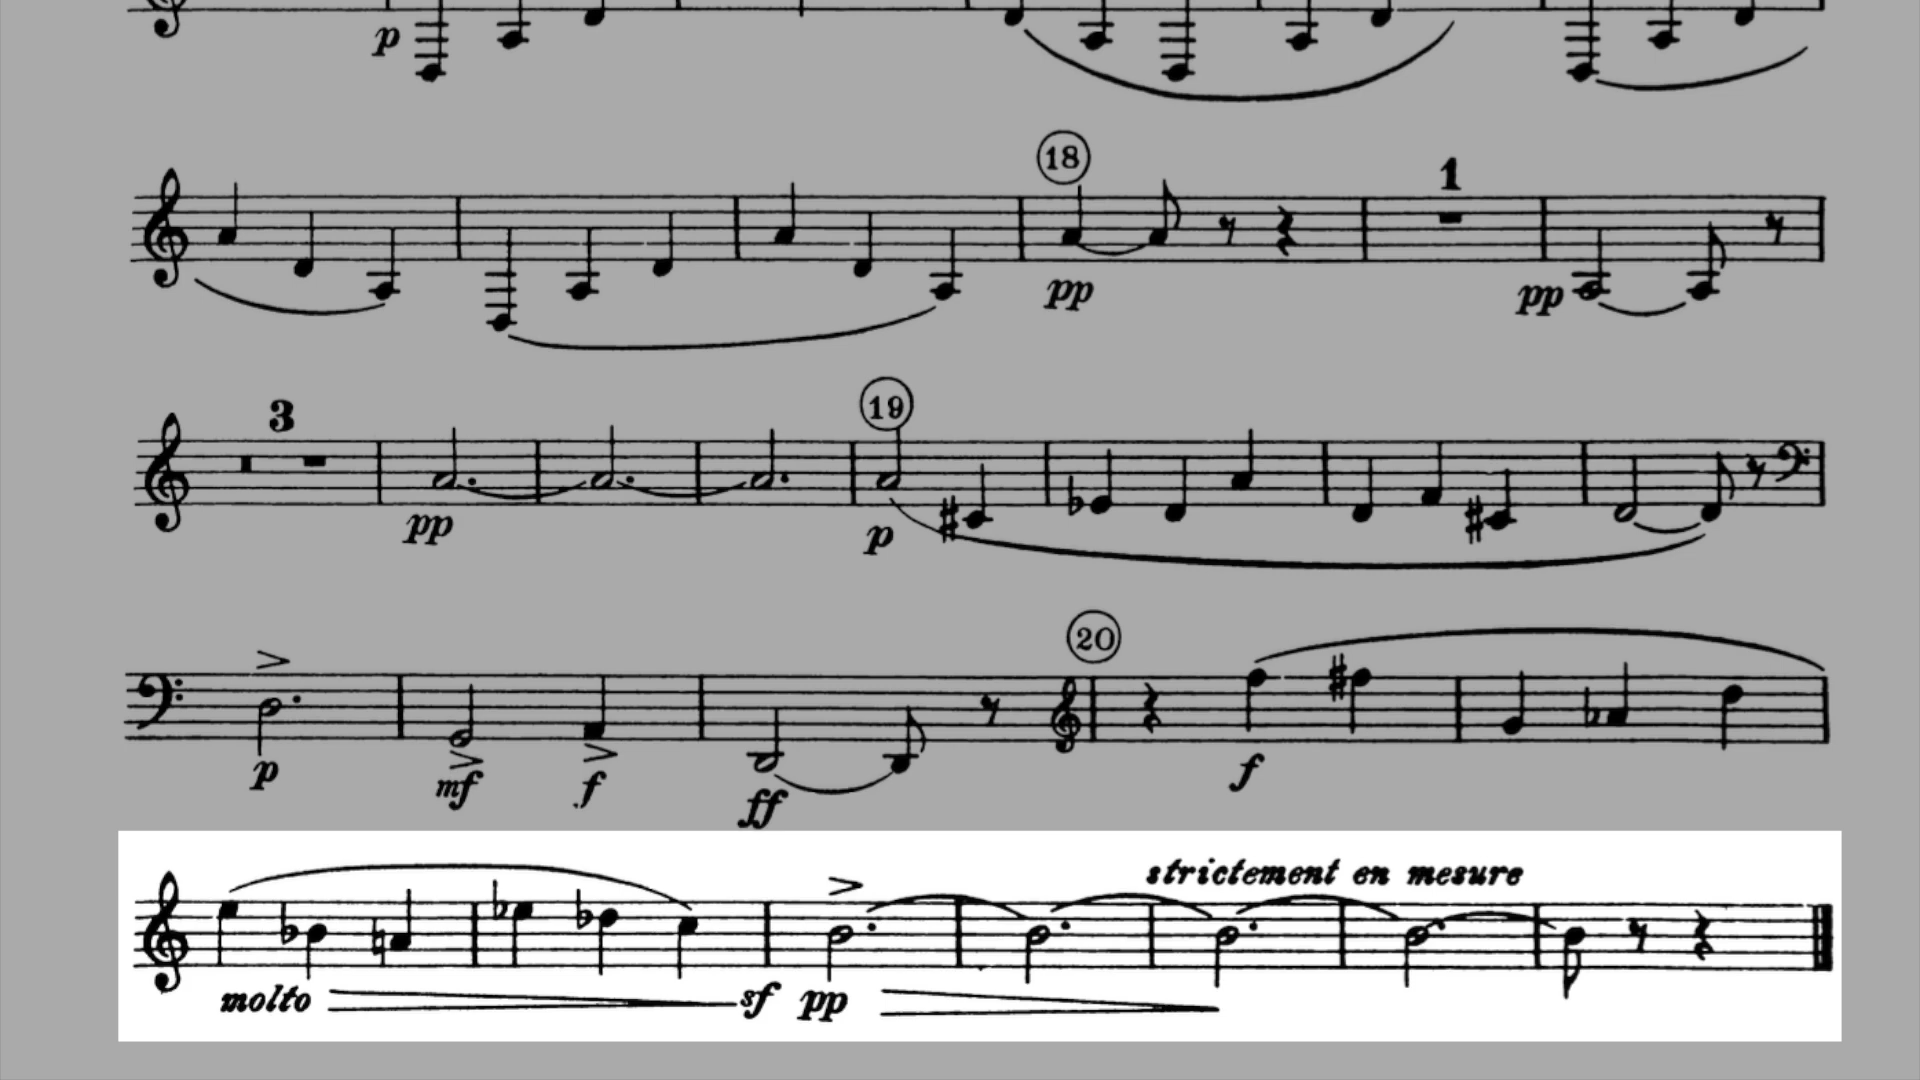 p
18
1
pp
pp
3
19
pp
p
20
p
mf
f
ff
f
strictement en mesure
molto
sf pp